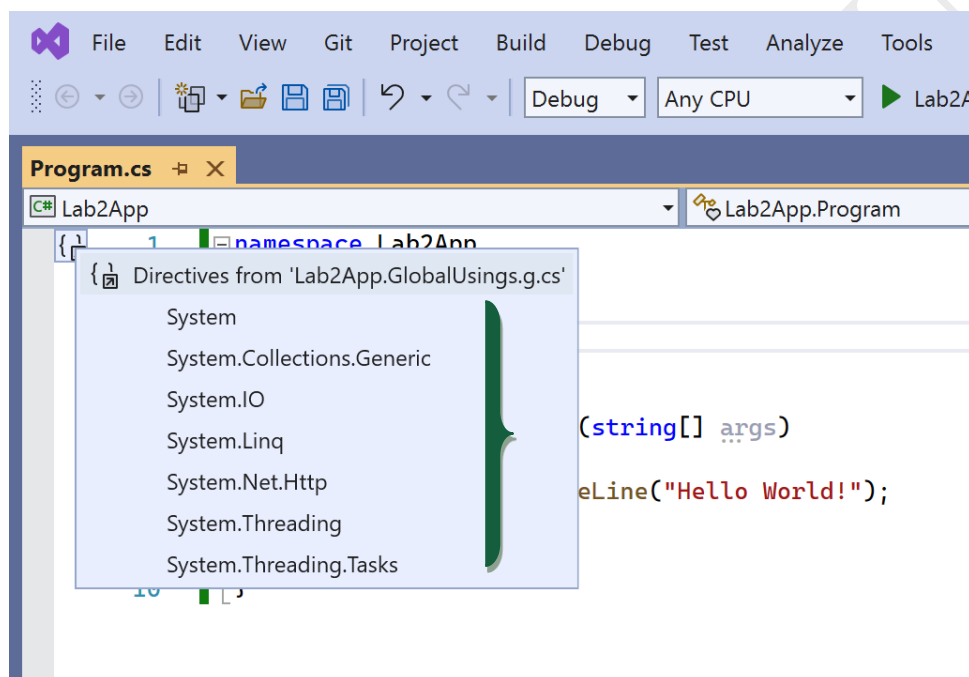 File Edit View Git Project Build Debug Test Analyze Tools
Debug Any CPU Lab2A
Program.cs
C# Lab2App Lab2App.Program
{ } 1 namespace Lab2App
Directives from 'Lab2App.GlobalUsings.g.cs'
System
System.Collections.Generic
System.IO
(string[] args)
System.Linq
System.Net.Http
eLine("Hello World!");
System.Threading
System.Threading.Tasks
10 }